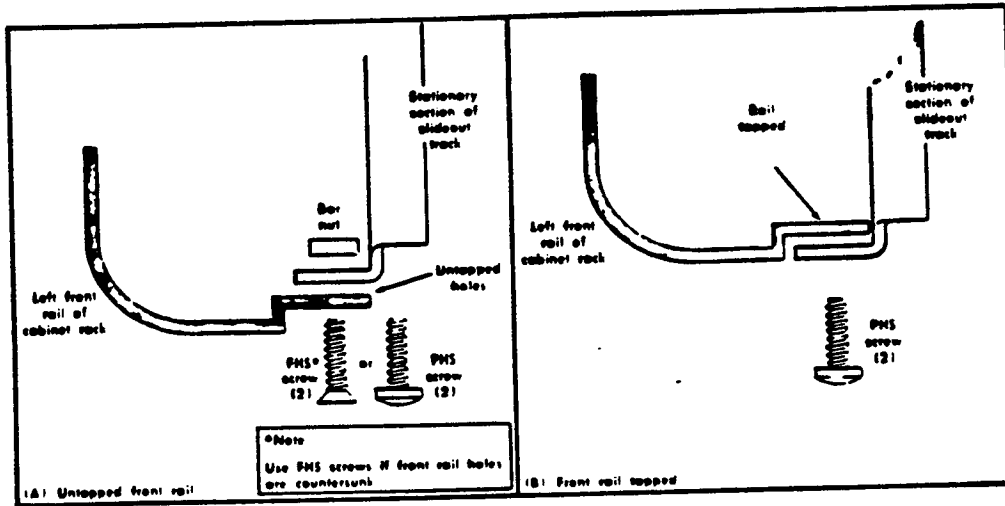 Stationary
section of
slideout
track
Bar
nut
Untapped
holes
Left front
rail of
cabinet rack
FHS*
screw
(2)
or
PHS
screw
(2)
*Note
Use FHS screws if front rail holes
are countersunk
(A) Untapped front rail
Stationary
section of
slideout
track
Rail
tapped
Left front
rail of
cabinet rack
PHS
screw
(2)
(B) Front rail tapped